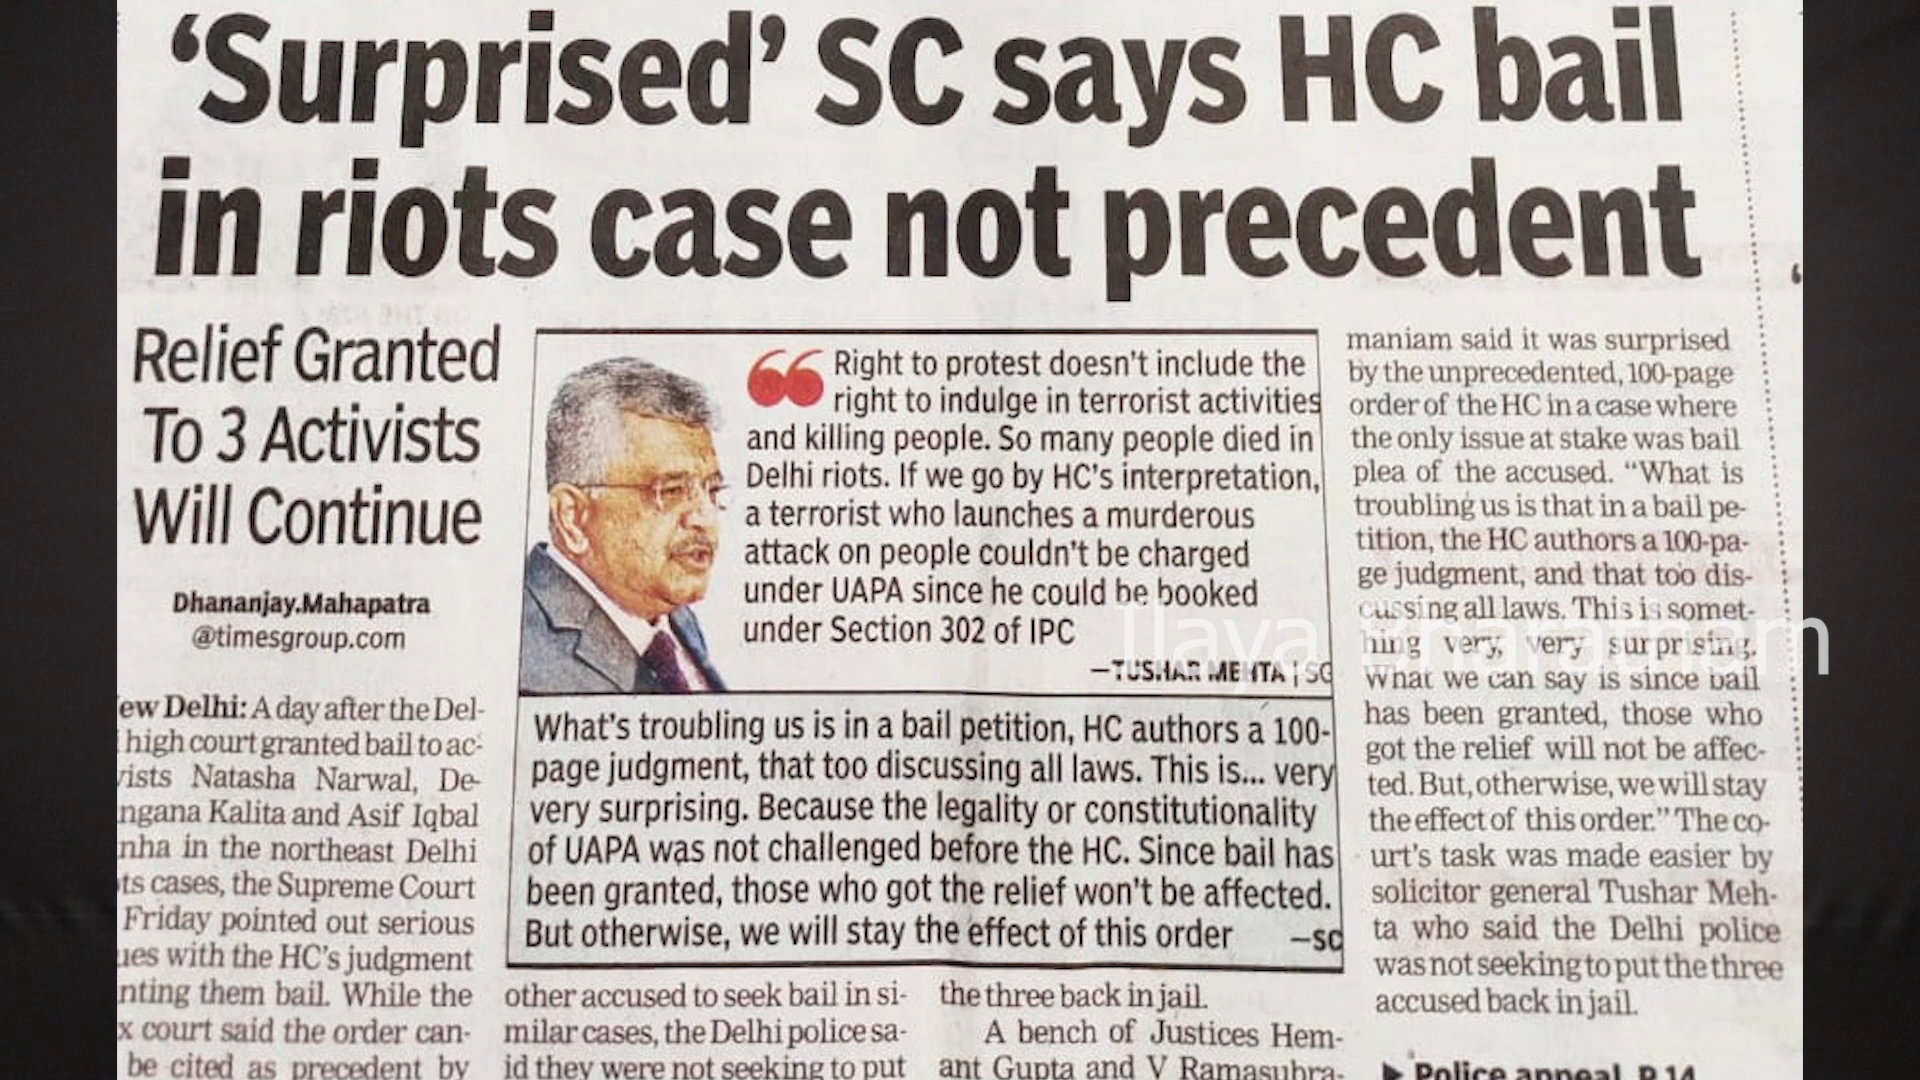 ‘Surprised’ SC says HC bail
in riots case not precedent
Relief Granted
To 3 Activists
Will Continue
Dhananjay.Mahapatra
@timesgroup.com
ew Delhi: A day after the Del-
high court granted bail to ac-
vists Natasha Narwal, De-
ngana Kalita and Asif Iqbal
nha in the northeast Delhi
ots cases, the Supreme Court
Friday pointed out serious
ues with the HC’s judgment
nting them bail. While the
x court said the order can-
be cited as precedent by
Right to protest doesn't include the
right to indulge in terrorist activities
and killing people. So many people died in
Delhi riots. If we go by HC's interpretation,
a terrorist who launches a murderous
attack on people couldn't be charged
under UAPA since he could be booked
under Section 302 of IPC
—TUSHAR MEHTA | SG
What's troubling us is in a bail petition, HC authors a 100-
page judgment, that too discussing all laws. This is... very
very surprising. Because the legality or constitutionality
of UAPA was not challenged before the HC. Since bail has
been granted, those who got the relief won't be affected.
But otherwise, we will stay the effect of this order —SC
other accused to seek bail in si-
milar cases, the Delhi police sa-
id they were not seeking to put
the three back in jail.
A bench of Justices Hem-
ant Gupta and V Ramasubra-
maniam said it was surprised
by the unprecedented, 100-page
order of the HC in a case where
the only issue at stake was bail
plea of the accused. “What is
troubling us is that in a bail pe-
tition, the HC authors a 100-pa-
ge judgment, and that too dis-
cussing all laws. This is somet-
hing very, very surprising.
What we can say is since bail
has been granted, those who
got the relief will not be affec-
ted. But, otherwise, we will stay
the effect of this order.” The co-
urt's task was made easier by
solicitor general Tushar Meh-
ta who said the Delhi police
was not seeking to put the three
accused back in jail.
▶ Police appeal, P 14
Ilaya Bharatham